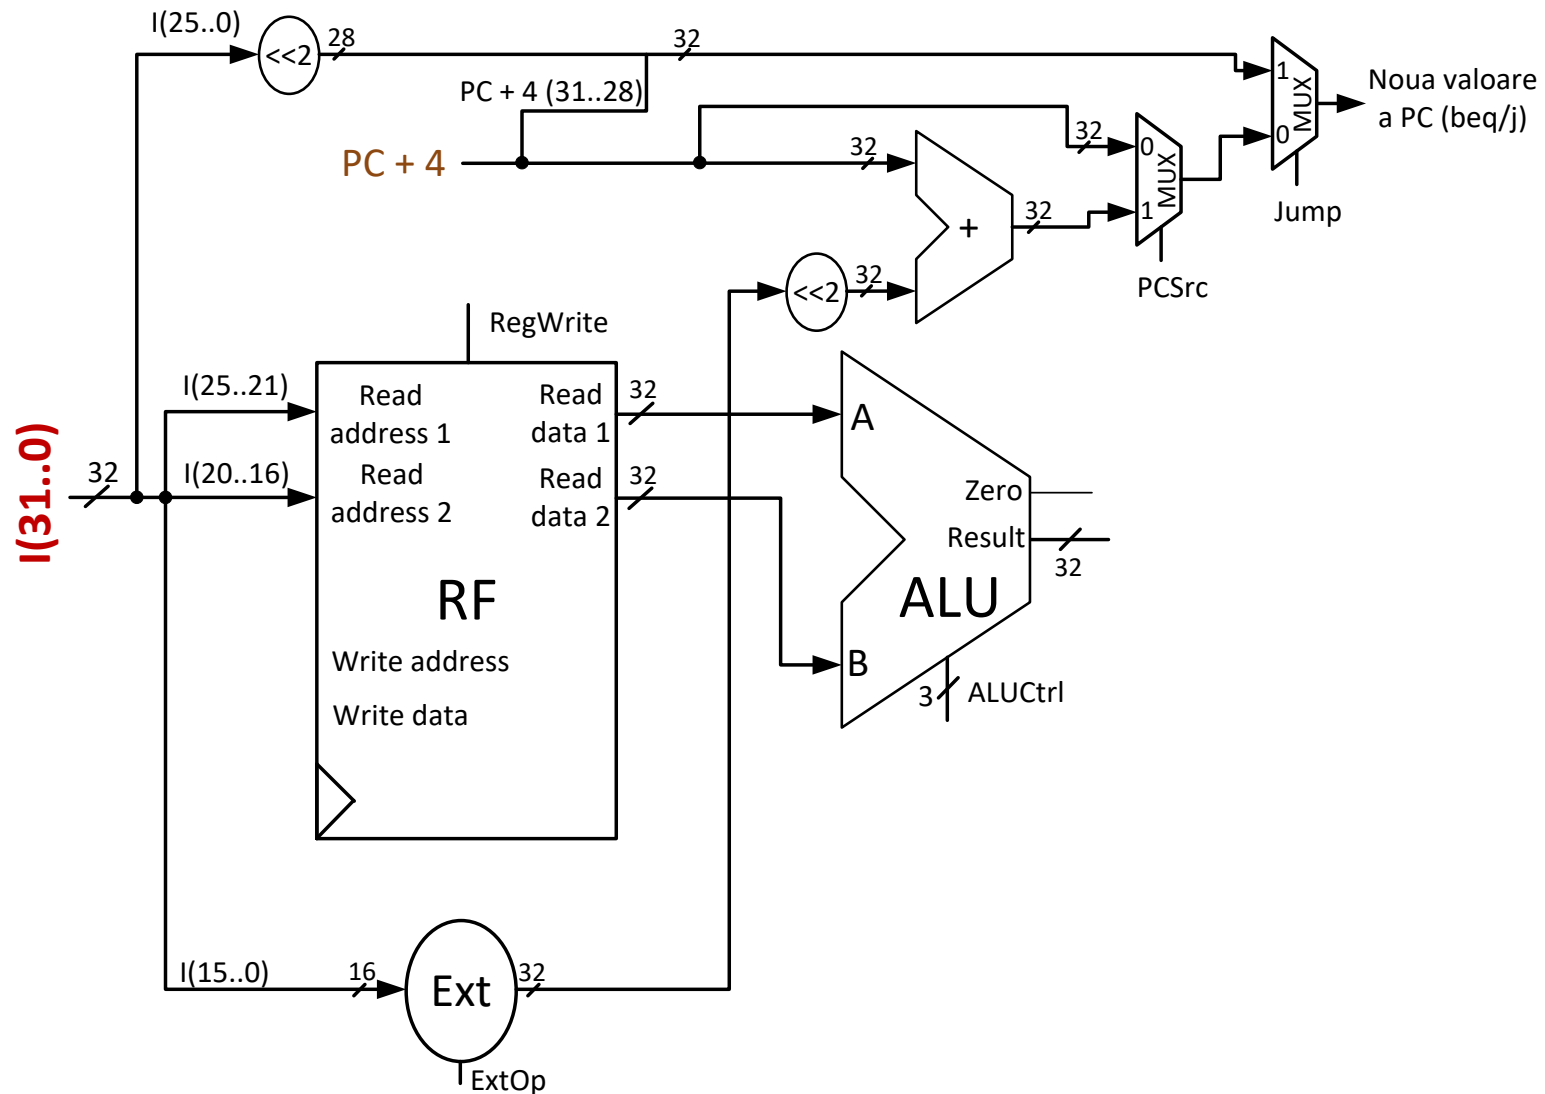 I(25..0)
<<2
28
32
PC + 4 (31..28)
PC + 4
32
32
0
MUX
1
1
MUX
0
Noua valoare
a PC (beq/j)
Jump
+
32
PCSrc
<<2
32
RegWrite
I(31..0)
32
I(25..21)
I(20..16)
Read
address 1
Read
data 1
32
Read
address 2
Read
data 2
32
RF
Write address
Write data
A
B
Zero
Result
32
ALU
3
ALUCtrl
I(15..0)
16
Ext
32
ExtOp